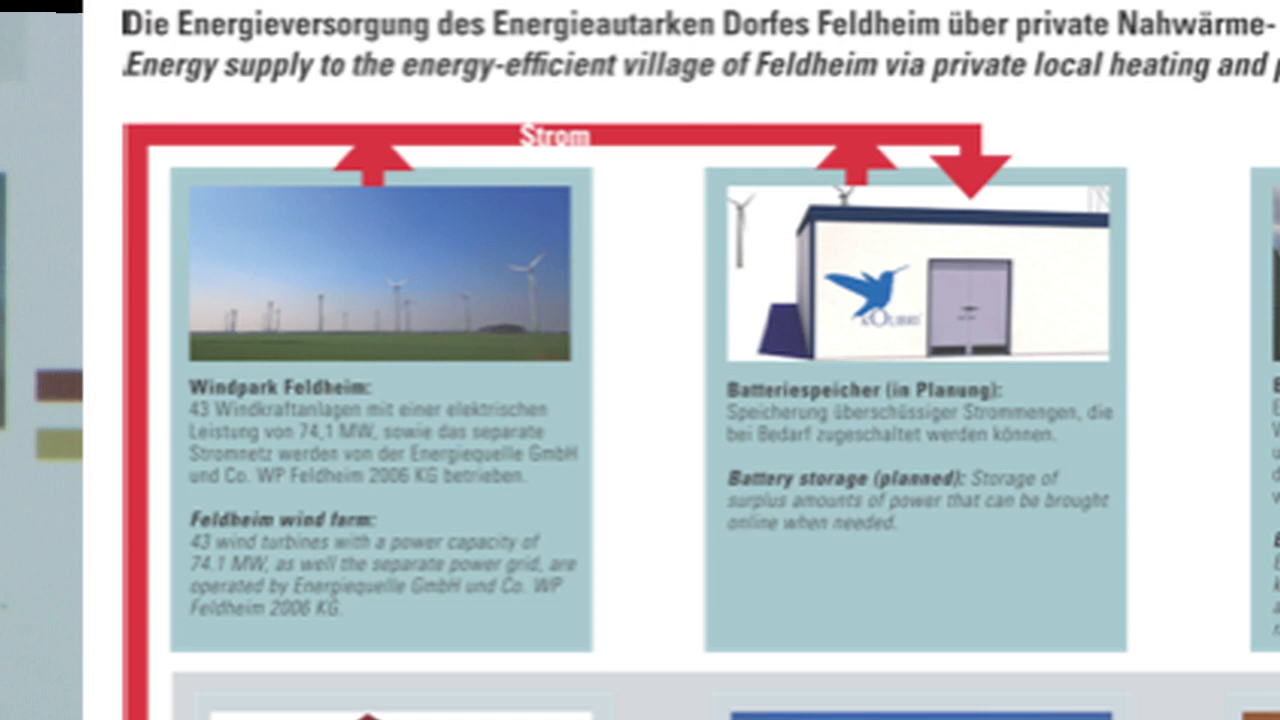 Die Energieversorgung des Energieautarken Dorfes Feldheim über private Nahwärme-
Energy supply to the energy-efficient village of Feldheim via private local heating and
Strom
Windpark Feldheim:
43 Windkraftanlagen mit einer elektrischen
Leistung von 74,1 MW, sowie das separate
Stromnetz werden von der Energiequelle GmbH
und Co. WP Feldheim 2006 KG betrieben.
Feldheim wind farm:
43 wind turbines with a power capacity of
74.1 MW, as well the separate power grid, are
operated by Energiequelle GmbH und Co. WP
Feldheim 2006 KG.
Batteriespeicher (in Planung):
Speicherung überschüssiger Strommengen, die
bei Bedarf zugeschaltet werden können.
Battery storage (planned): Storage of
surplus amounts of power that can be brought
online when needed.